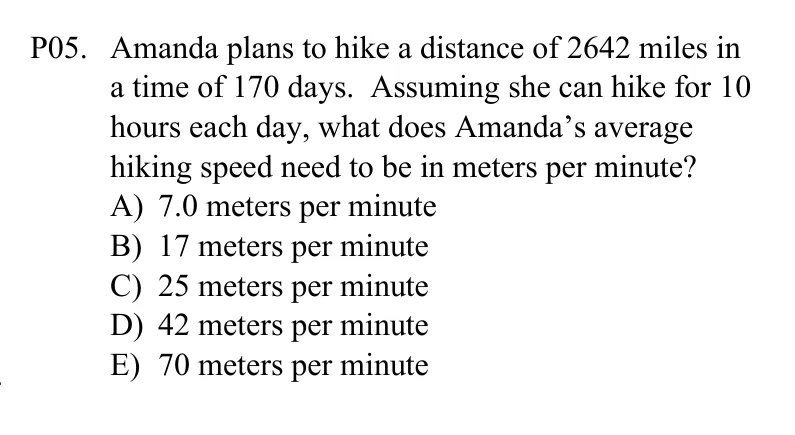 P05. Amanda plans to hike a distance of 2642 miles in
a time of 170 days. Assuming she can hike for 10
hours each day, what does Amanda’s average
hiking speed need to be in meters per minute?
A) 7.0 meters per minute
B) 17 meters per minute
C) 25 meters per minute
D) 42 meters per minute
E) 70 meters per minute